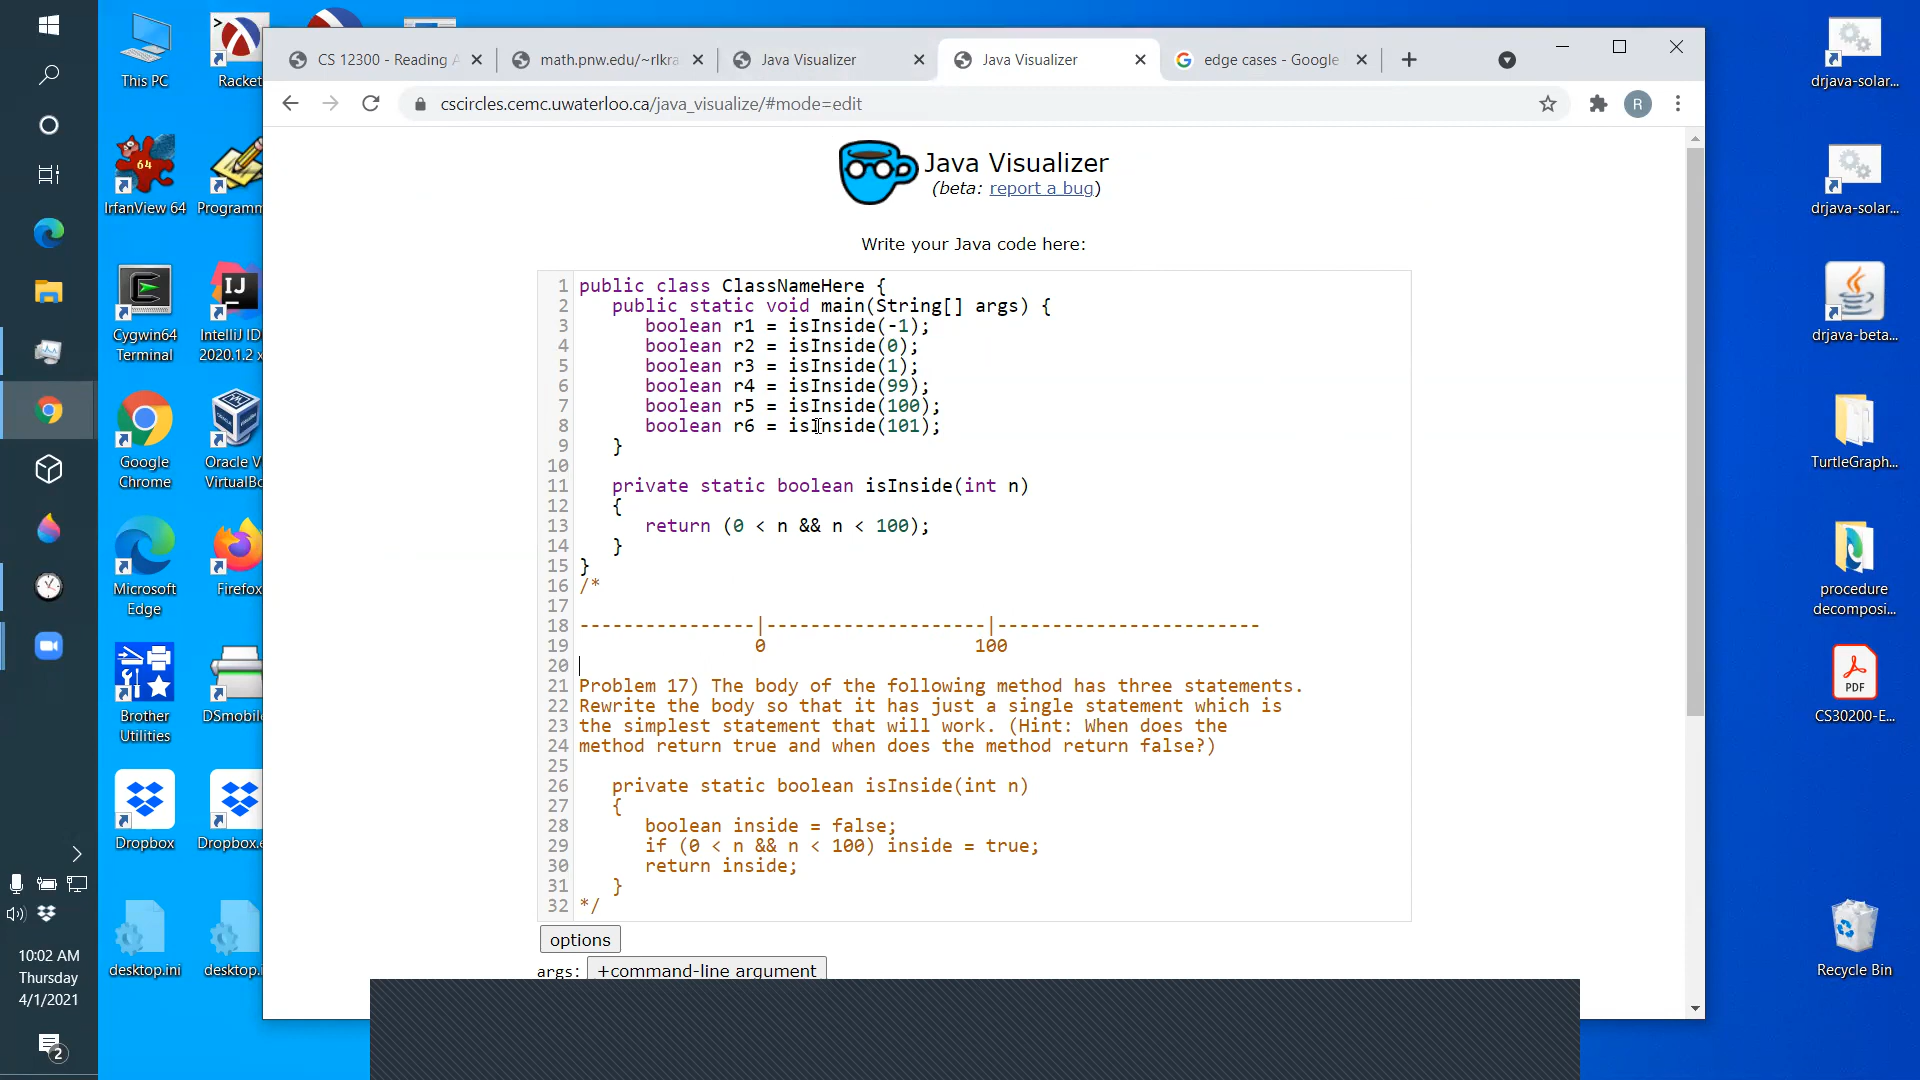 This PC
Racket
IrfanView 64
Programm
Cygwin64
Terminal
IntelliJ ID
2020.1.2 x
Google
Chrome
Oracle V
VirtualBo
Microsoft
Edge
Firefox
Brother
Utilities
DSmobile
Dropbox
Dropbox.e
desktop.ini
desktop.i
10:02 AM
Thursday
4/1/2021
2
CS 12300 - Reading A
math.pnw.edu/~rlkra
Java Visualizer
Java Visualizer
edge cases - Google
cscircles.cemc.uwaterloo.ca/java_visualize/#mode=edit
R
Java Visualizer
(beta: report a bug)
Write your Java code here:
1 public class ClassNameHere {
2 public static void main(String[] args) {
3 boolean r1 = isInside(-1);
4 boolean r2 = isInside(0);
5 boolean r3 = isInside(1);
6 boolean r4 = isInside(99);
7 boolean r5 = isInside(100);
8 boolean r6 = isInside(101);
9 }
10
11 private static boolean isInside(int n)
12 {
13 return (0 < n && n < 100);
14 }
15 }
16 /*
17
18 ----------------|--------------------|------------------------
19 0 100
20
21 Problem 17) The body of the following method has three statements.
22 Rewrite the body so that it has just a single statement which is
23 the simplest statement that will work. (Hint: When does the
24 method return true and when does the method return false?)
25
26 private static boolean isInside(int n)
27 {
28 boolean inside = false;
29 if (0 < n && n < 100) inside = true;
30 return inside;
31 }
32 */
options
args: +command-line argument
drjava-solar...
drjava-solar...
drjava-beta...
TurtleGraph...
procedure
decomposi...
PDF
CS30200-E...
Recycle Bin
64
IJ